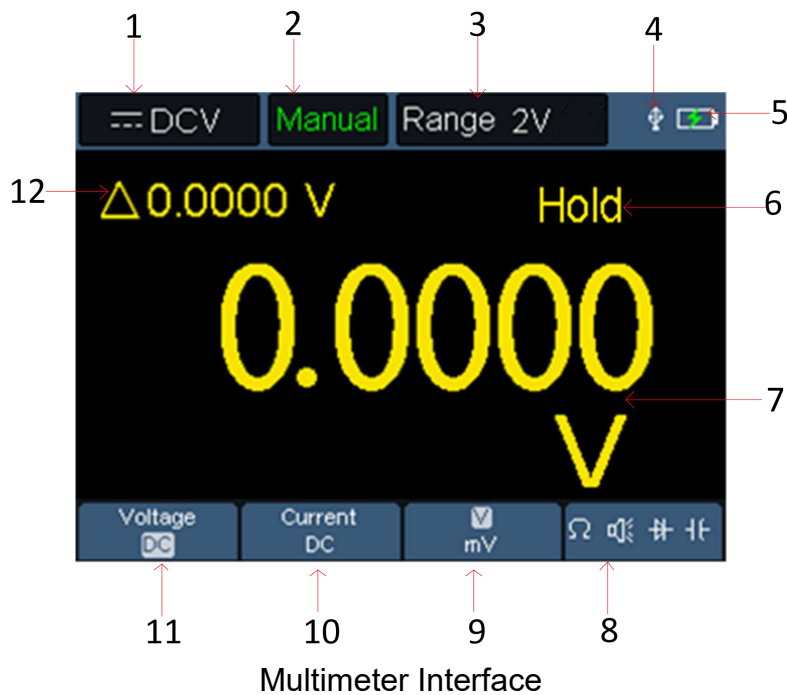 1 2 3 4
DCV Manual Range 2V 5
12 △0.0000 V Hold 6
0.0000
7
V
Voltage Current V Ω
DC DC mV
11 10 9 8
Multimeter Interface